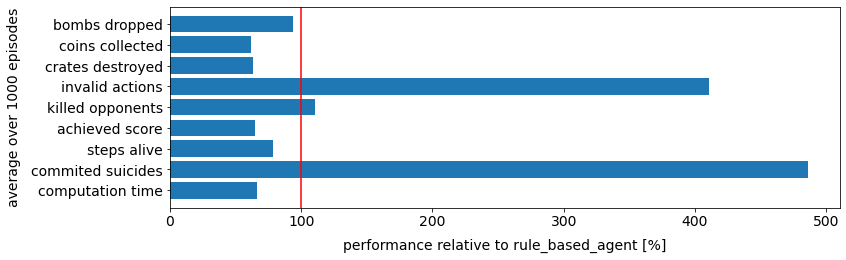 average over 1000 episodes
bombs dropped
coins collected
crates destroyed
invalid actions
killed opponents
achieved score
steps alive
commited suicides
computation time
0 100 200 300 400 500
performance relative to rule_based_agent [%]